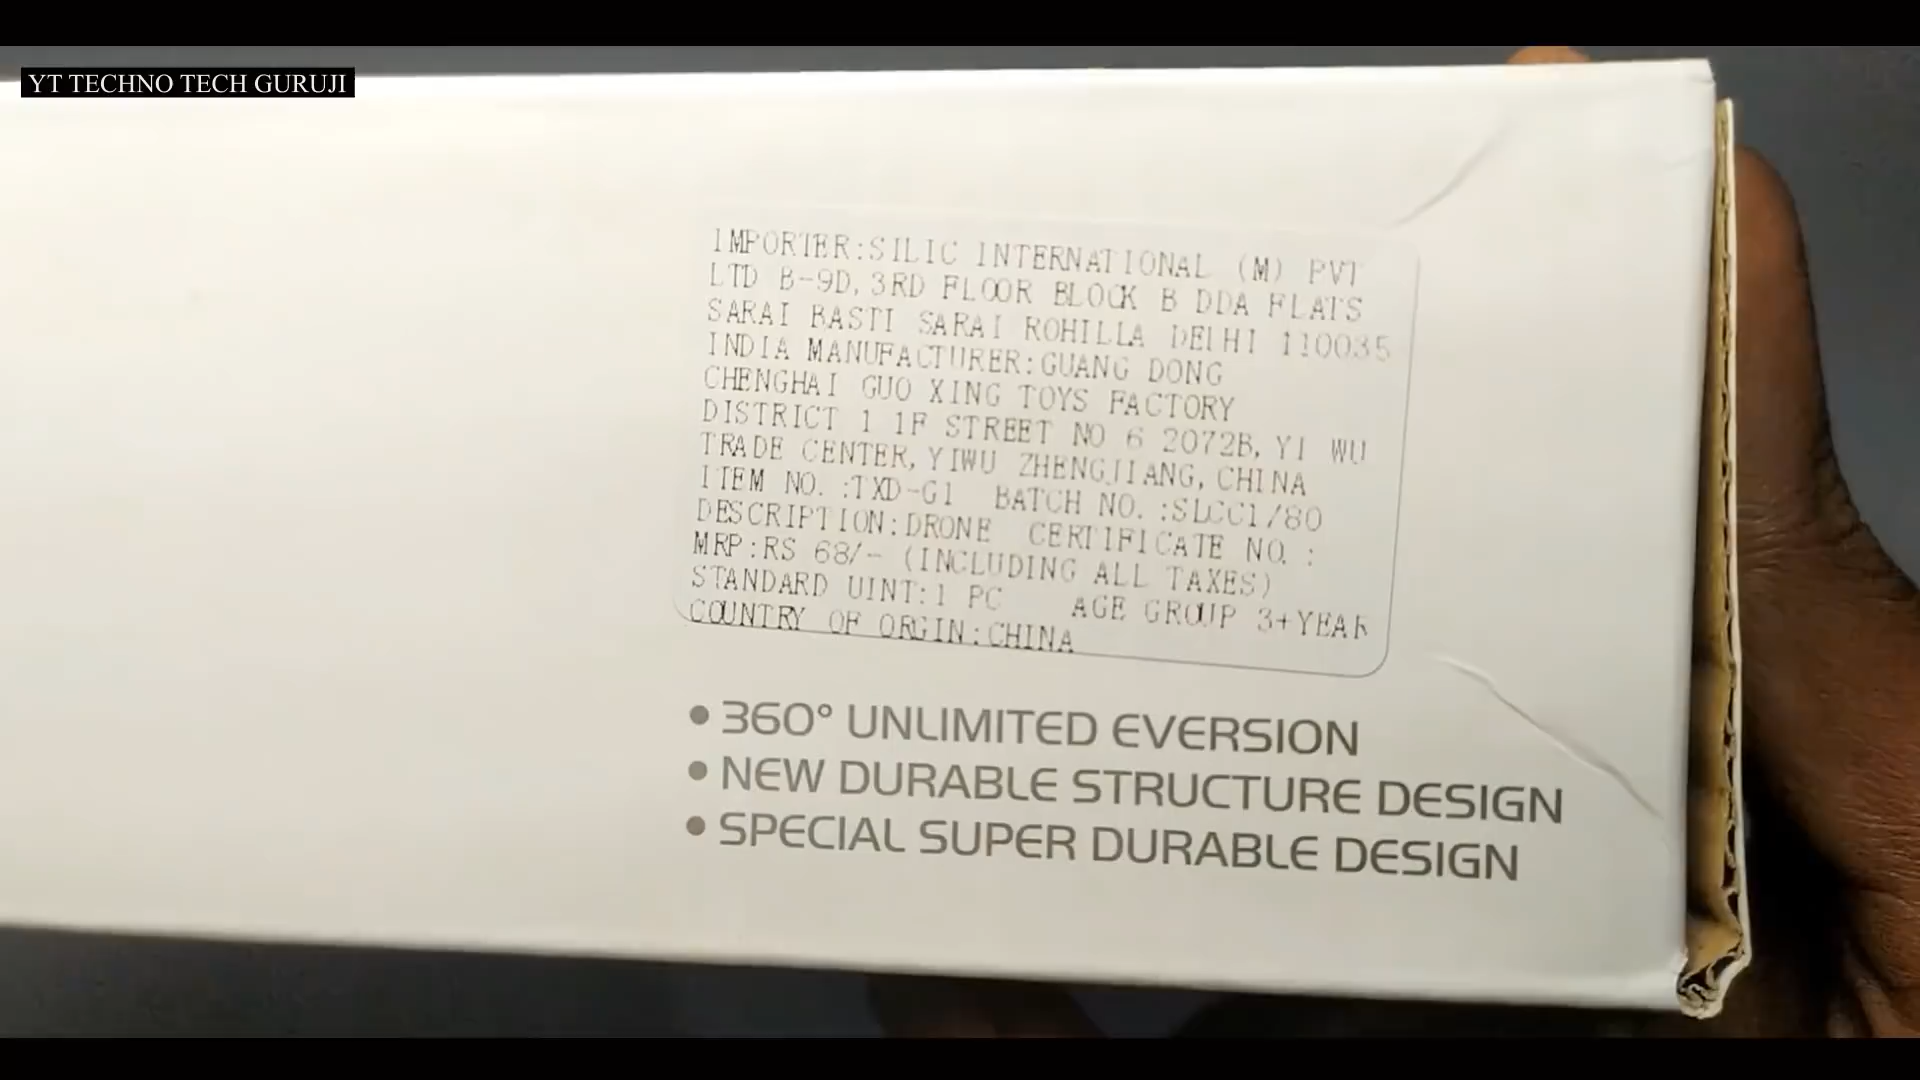 YT TECHNO TECH GURUJI
IMPORTER:SILIC INTERNATIONAL (M) PVT
LTD B-9D,3RD FLOOR BLOCK B DDA FLATS
SARAI BASTI SARAI ROHILLA DELHI 110035
INDIA MANUFACTURER:GUANG DONG
CHENGHAI GUO XING TOYS FACTORY
DISTRICT 1 1F STREET NO 6 2072B,YI WU
TRADE CENTER,YIWU ZHENGJIANG,CHINA
ITEM NO.:TXD-G1 BATCH NO.:SLCC1/80
DESCRIPTION:DRONE CERTIFICATE NO.:
MRP:RS 68/- (INCLUDING ALL TAXES)
STANDARD UINT:1 PC AGE GROUP 3+YEAR
COUNTRY OF ORGIN:CHINA
• 360° UNLIMITED EVERSION
• NEW DURABLE STRUCTURE DESIGN
• SPECIAL SUPER DURABLE DESIGN